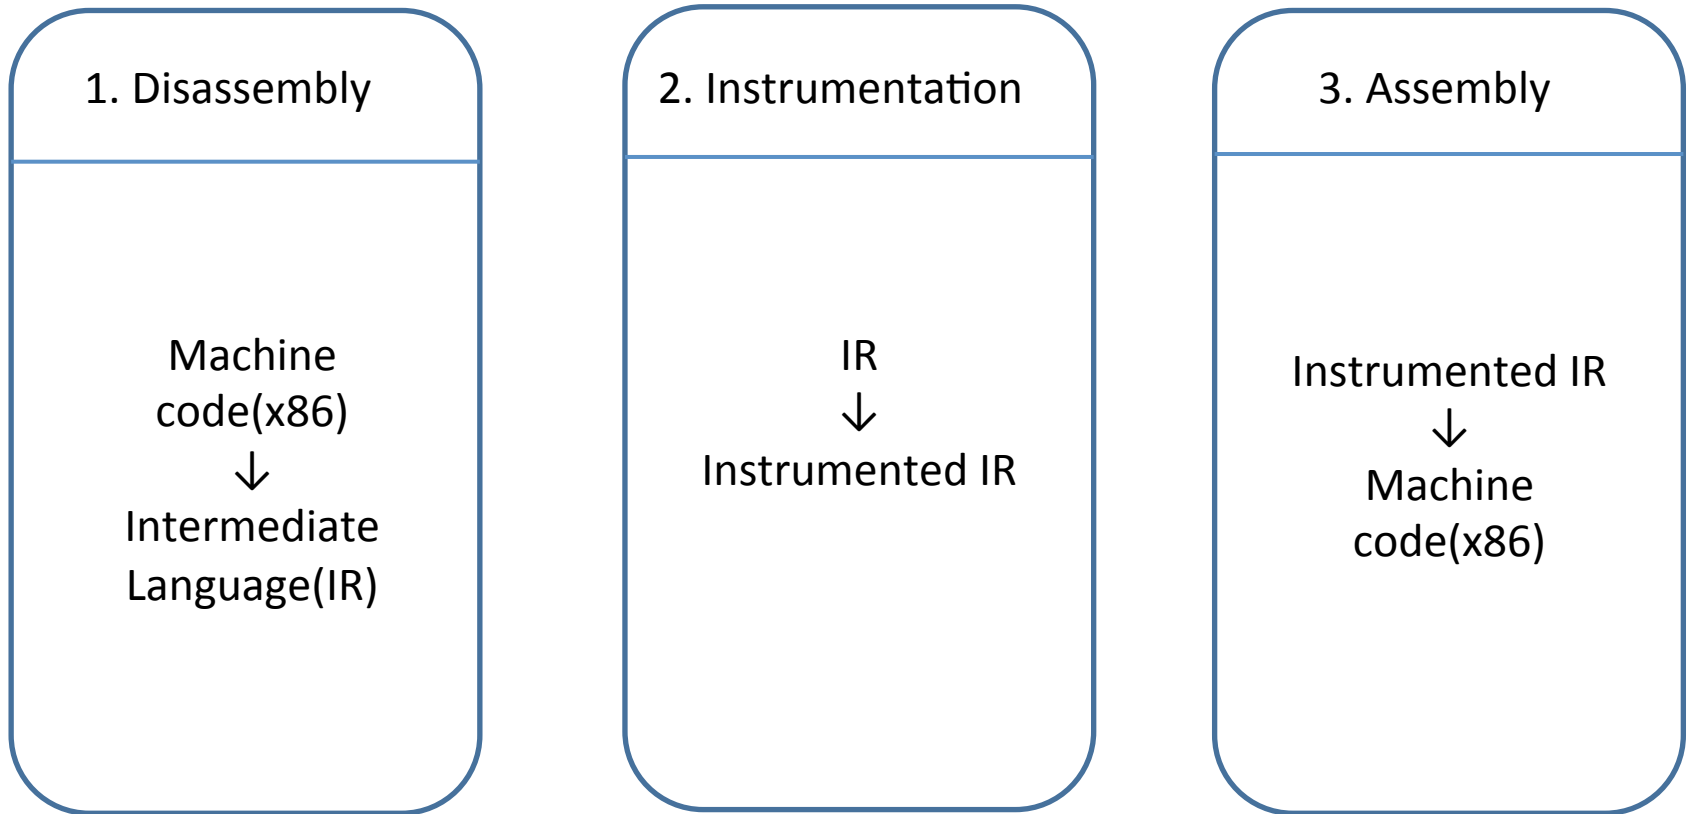 1. Disassembly
Machine
code(x86)
↓
Intermediate
Language(IR)
2. Instrumentation
IR
↓
Instrumented IR
3. Assembly
Instrumented IR
↓
Machine
code(x86)